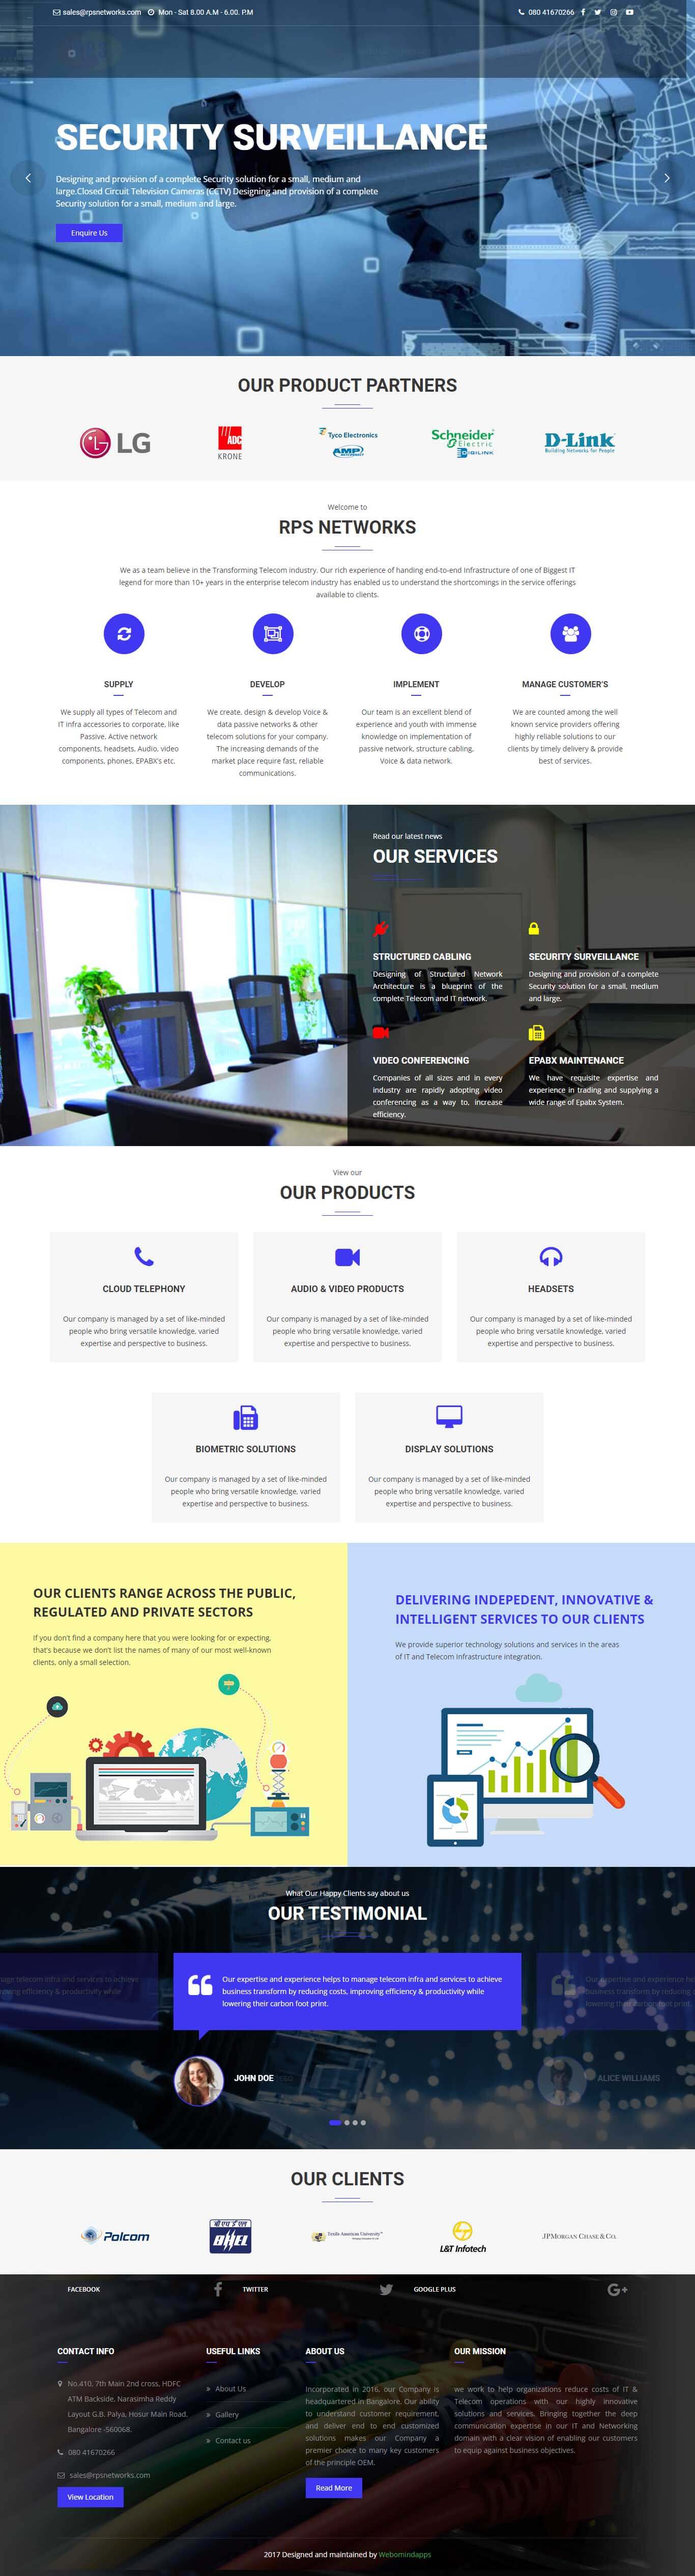 sales@rpsnetworks.com Mon - Sat 8.00 A.M - 6.00. P.M
080 41670266
SECURITY SURVEILLANCE
Designing and provision of a complete Security solution for a small, medium and
large.Closed Circuit Television Cameras (CCTV) Designing and provision of a complete
Security solution for a small, medium and large.
Enquire Us
OUR PRODUCT PARTNERS
LG
ADC
KRONE
Tyco Electronics
AMP
Schneider
Electric
DIGILINK
D-Link
Building Networks for People
Welcome to
RPS NETWORKS
We as a team believe in the Transforming Telecom industry. Our rich experience of handing end-to-end Infrastructure of one of Biggest IT
legend for more than 10+ years in the enterprise telecom industry has enabled us to understand the shortcomings in the service offerings
available to clients.
SUPPLY
We supply all types of Telecom and
IT infra accessories to corporate, like
Passive, Active network
components, headsets, Audio, video
components, phones, EPABX's etc.
DEVELOP
We create, design & develop Voice &
data passive networks & other
telecom solutions for your company.
The increasing demands of the
market place require fast, reliable
communications.
IMPLEMENT
Our team is an excellent blend of
experience and youth with immense
knowledge on implementation of
passive network, structure cabling,
Voice & data network.
MANAGE CUSTOMER'S
We are counted among the well
known service providers offering
highly reliable solutions to our
clients by timely delivery & provide
best of services.
Read our latest news
OUR SERVICES
STRUCTURED CABLING
Designing of Structured Network
Architecture is a blueprint of the
complete Telecom and IT network.
SECURITY SURVEILLANCE
Designing and provision of a complete
Security solution for a small, medium
and large.
VIDEO CONFERENCING
Companies of all sizes and in every
industry are rapidly adopting video
conferencing as a way to, increase
efficiency.
EPABX MAINTENANCE
We have requisite expertise and
experience in trading and supplying a
wide range of Epabx System.
View our
OUR PRODUCTS
CLOUD TELEPHONY
Our company is managed by a set of like-minded
people who bring versatile knowledge, varied
expertise and perspective to business.
AUDIO & VIDEO PRODUCTS
Our company is managed by a set of like-minded
people who bring versatile knowledge, varied
expertise and perspective to business.
HEADSETS
Our company is managed by a set of like-minded
people who bring versatile knowledge, varied
expertise and perspective to business.
BIOMETRIC SOLUTIONS
Our company is managed by a set of like-minded
people who bring versatile knowledge, varied
expertise and perspective to business.
DISPLAY SOLUTIONS
Our company is managed by a set of like-minded
people who bring versatile knowledge, varied
expertise and perspective to business.
OUR CLIENTS RANGE ACROSS THE PUBLIC,
REGULATED AND PRIVATE SECTORS
If you don't find a company here that you were looking for or expecting,
that's because we don't list the names of many of our most well-known
clients, only a small selection.
DELIVERING INDEPEDENT, INNOVATIVE &
INTELLIGENT SERVICES TO OUR CLIENTS
We provide superior technology solutions and services in the areas
of IT and Telecom Infrastructure integration.
What Our Happy Clients say about us
OUR TESTIMONIAL
Our expertise and experience helps to manage telecom infra and services to achieve
business transform by reducing costs, improving efficiency & productivity while
lowering their carbon foot print.
JOHN DOE
ALICE WILLIAMS
OUR CLIENTS
Polcom
BHEL
Textile American University
L&T Infotech
JPMORGAN CHASE & CO.
FACEBOOK
TWITTER
GOOGLE PLUS
CONTACT INFO
No.410, 7th Main 2nd cross, HDFC
ATM Backside, Narasimha Reddy
Layout G.B. Palya, Hosur Main Road,
Bangalore -560068.
080 41670266
sales@rpsnetworks.com
View Location
USEFUL LINKS
About Us
Gallery
Contact us
ABOUT US
Incorporated in 2016, our Company is
headquartered in Bangalore. Our ability
to understand customer requirement,
and deliver end to end customized
solutions makes our Company a
premier choice to many key customers
of the principle OEM.
Read More
OUR MISSION
we work to help organizations reduce costs of IT &
Telecom operations with our highly innovative
solutions and services. Bringing together the deep
communication expertise in our IT and Networking
domain with a clear vision of enabling our customers
to equip against business objectives.
2017 Designed and maintained by Webomindapps